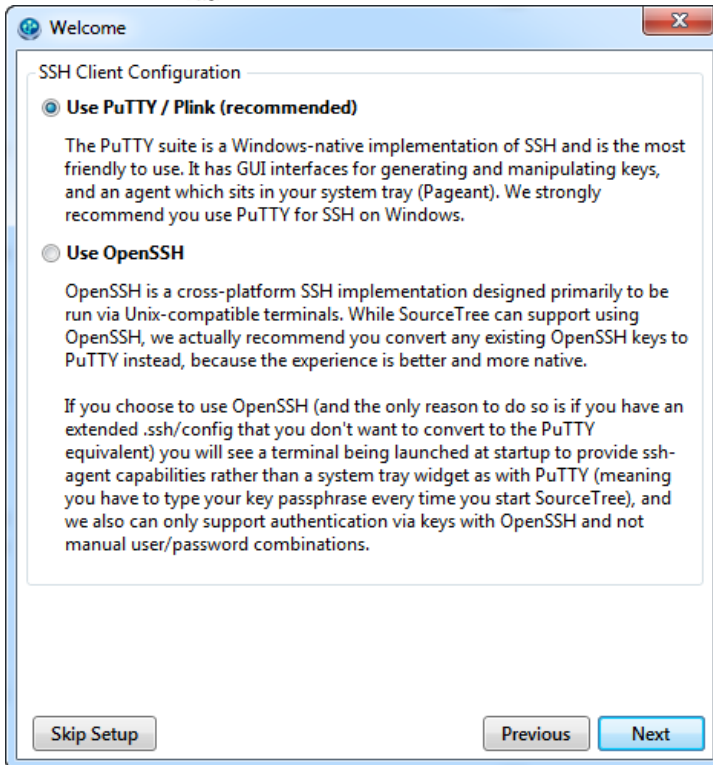 Welcome
SSH Client Configuration
Use PuTTY / Plink (recommended)
The PuTTY suite is a Windows-native implementation of SSH and is the most
friendly to use. It has GUI interfaces for generating and manipulating keys,
and an agent which sits in your system tray (Pageant). We strongly
recommend you use PuTTY for SSH on Windows.
Use OpenSSH
OpenSSH is a cross-platform SSH implementation designed primarily to be
run via Unix-compatible terminals. While SourceTree can support using
OpenSSH, we actually recommend you convert any existing OpenSSH keys to
PuTTY instead, because the experience is better and more native.
If you choose to use OpenSSH (and the only reason to do so is if you have an
extended .ssh/config that you don't want to convert to the PuTTY
equivalent) you will see a terminal being launched at startup to provide ssh-
agent capabilities rather than a system tray widget as with PuTTY (meaning
you have to type your key passphrase every time you start SourceTree), and
we also can only support authentication via keys with OpenSSH and not
manual user/password combinations.
Skip Setup
Previous
Next